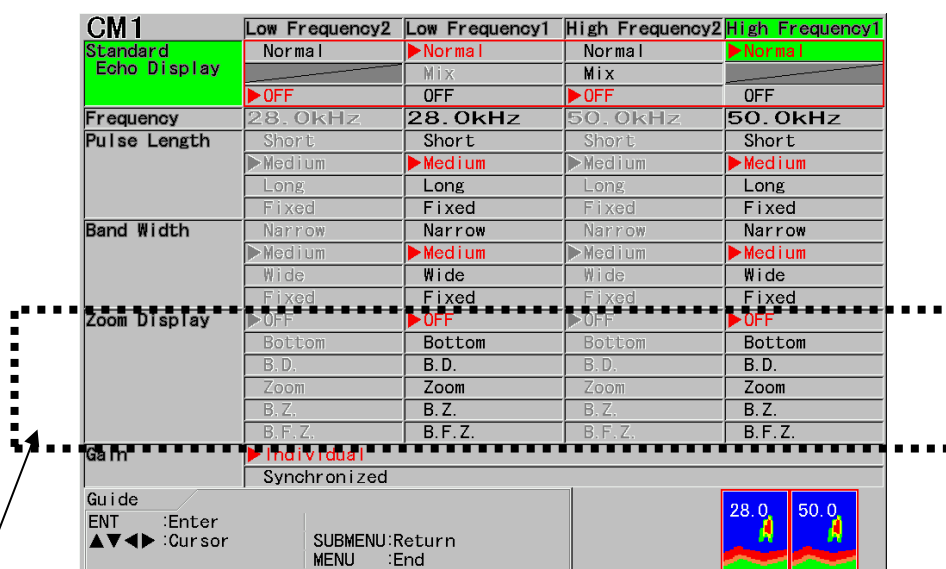 CM1 Low Frequency2 Low Frequency1 High Frequency2 High Frequency1
Standard Echo Display Normal ▶Normal Normal ▶Normal
Mix Mix
▶OFF OFF ▶OFF OFF
Frequency 28.0kHz 28.0kHz 50.0kHz 50.0kHz
Pulse Length Short Short Short Short
▶Medium ▶Medium ▶Medium ▶Medium
Long Long Long Long
Fixed Fixed Fixed Fixed
Band Width Narrow Narrow Narrow Narrow
▶Medium ▶Medium ▶Medium ▶Medium
Wide Wide Wide Wide
Fixed Fixed Fixed Fixed
Zoom Display ▶OFF ▶OFF ▶OFF ▶OFF
Bottom Bottom Bottom Bottom
B.D. B.D. B.D. B.D.
Zoom Zoom Zoom Zoom
B.Z. B.Z. B.Z. B.Z.
B.F.Z. B.F.Z. B.F.Z. B.F.Z.
Gain ▶Individual
Synchronized
Guide
ENT :Enter
▲▼◀▶:Cursor SUBMENU:Return
MENU :End
28.0 50.0